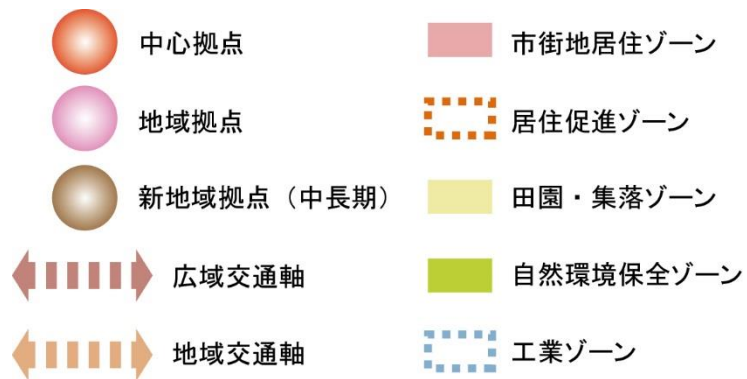 中心拠点
地域拠点
新地域拠点（中長期）
広域交通軸
地域交通軸
市街地居住ゾーン
居住促進ゾーン
田園・集落ゾーン
自然環境保全ゾーン
工業ゾーン